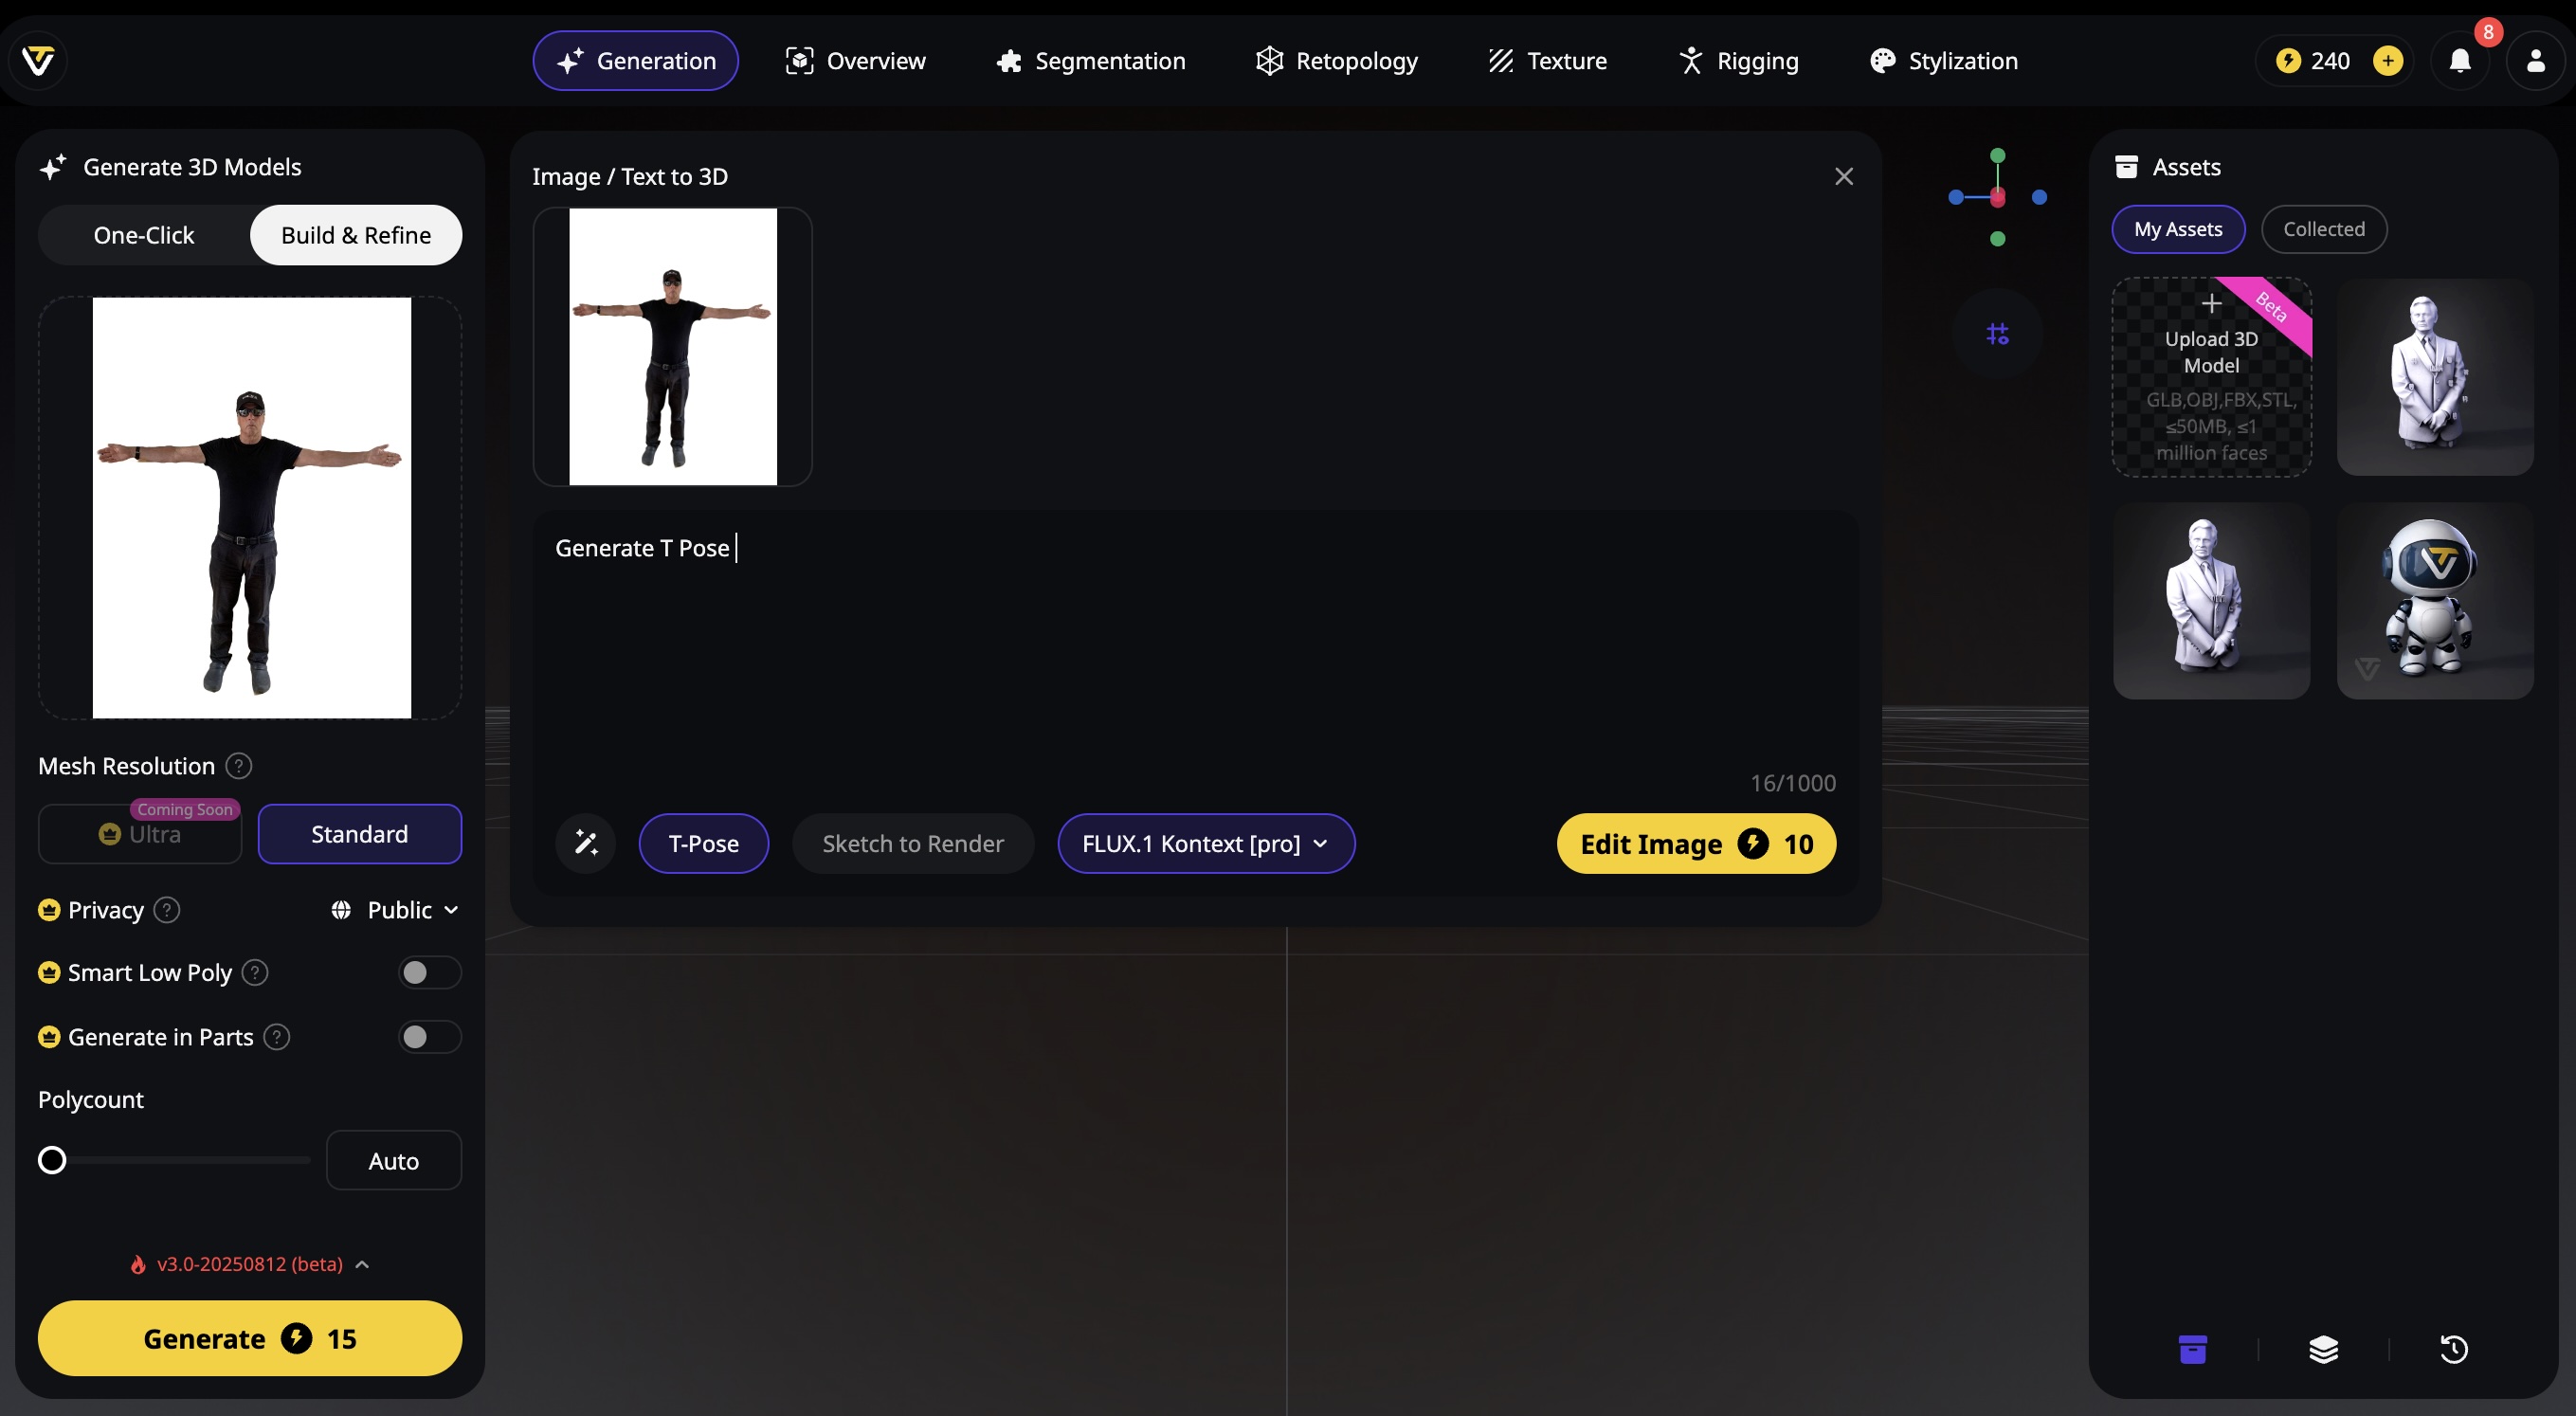 Generation
Overview
Segmentation
Retopology
Texture
Rigging
Stylization
240
8
Generate 3D Models
One-Click
Build & Refine
Mesh Resolution
Coming Soon
Ultra
Standard
Privacy
Public
Smart Low Poly
Generate in Parts
Polycount
Auto
v3.0-20250812 (beta)
Generate 15
Image / Text to 3D
Generate T Pose
16/1000
T-Pose
Sketch to Render
FLUX.1 Kontext [pro]
Edit Image 10
Assets
My Assets
Collected
Beta
Upload 3D
Model
GLB,OBJ,FBX,STL,
≤50MB, ≤1
million faces